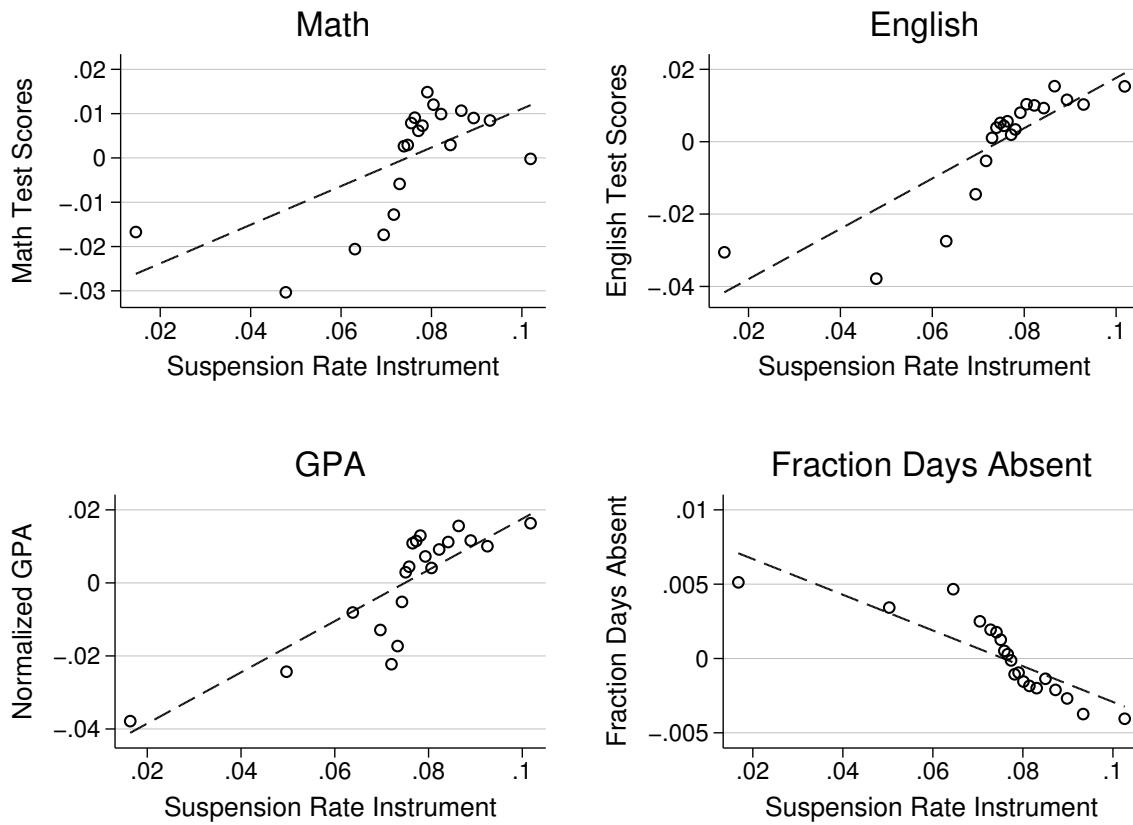 Math
Math Test Scores
.02
.01
0
−.01
−.02
−.03
.02 .04 .06 .08 .1
Suspension Rate Instrument
English
English Test Scores
.02
0
−.02
−.04
.02 .04 .06 .08 .1
Suspension Rate Instrument
GPA
Normalized GPA
.02
0
−.02
−.04
.02 .04 .06 .08 .1
Suspension Rate Instrument
Fraction Days Absent
Fraction Days Absent
.01
.005
0
−.005
.02 .04 .06 .08 .1
Suspension Rate Instrument